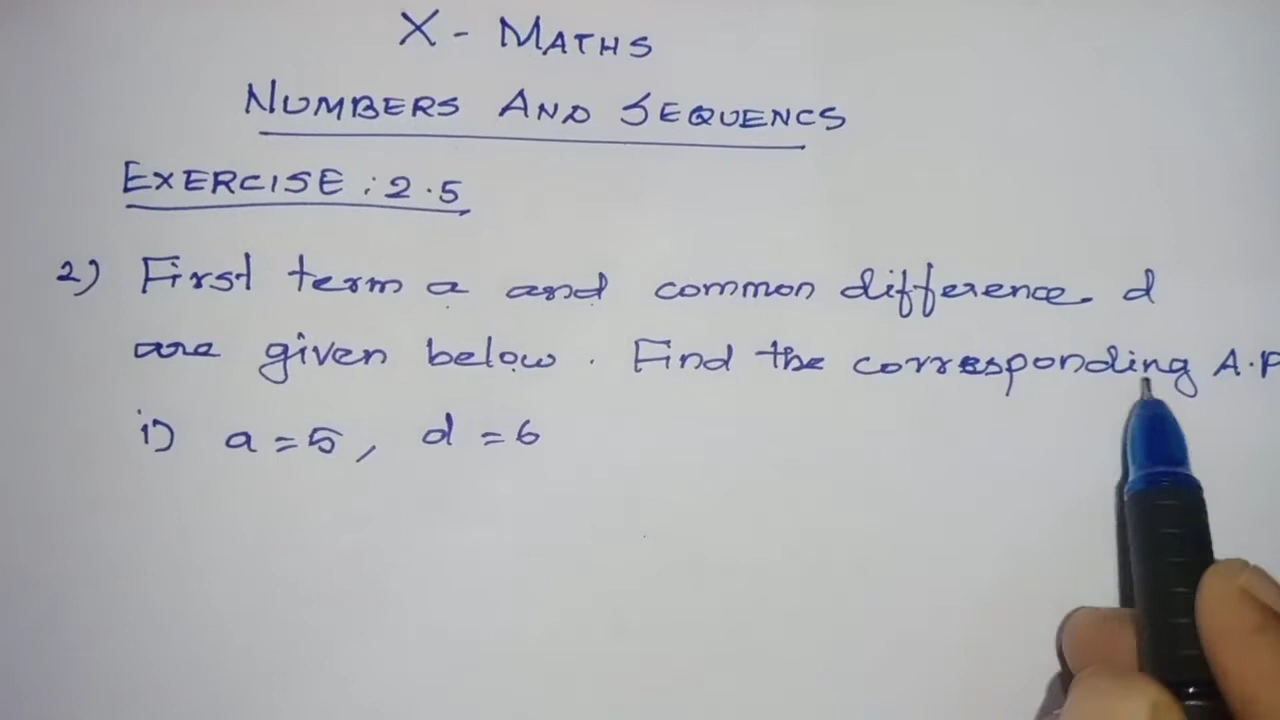 X - MATHS
NUMBERS AND SEQUENCS
EXERCISE : 2.5
2) First term a and common difference d
are given below. Find the corresponding A.P
i) a = 5, d = 6